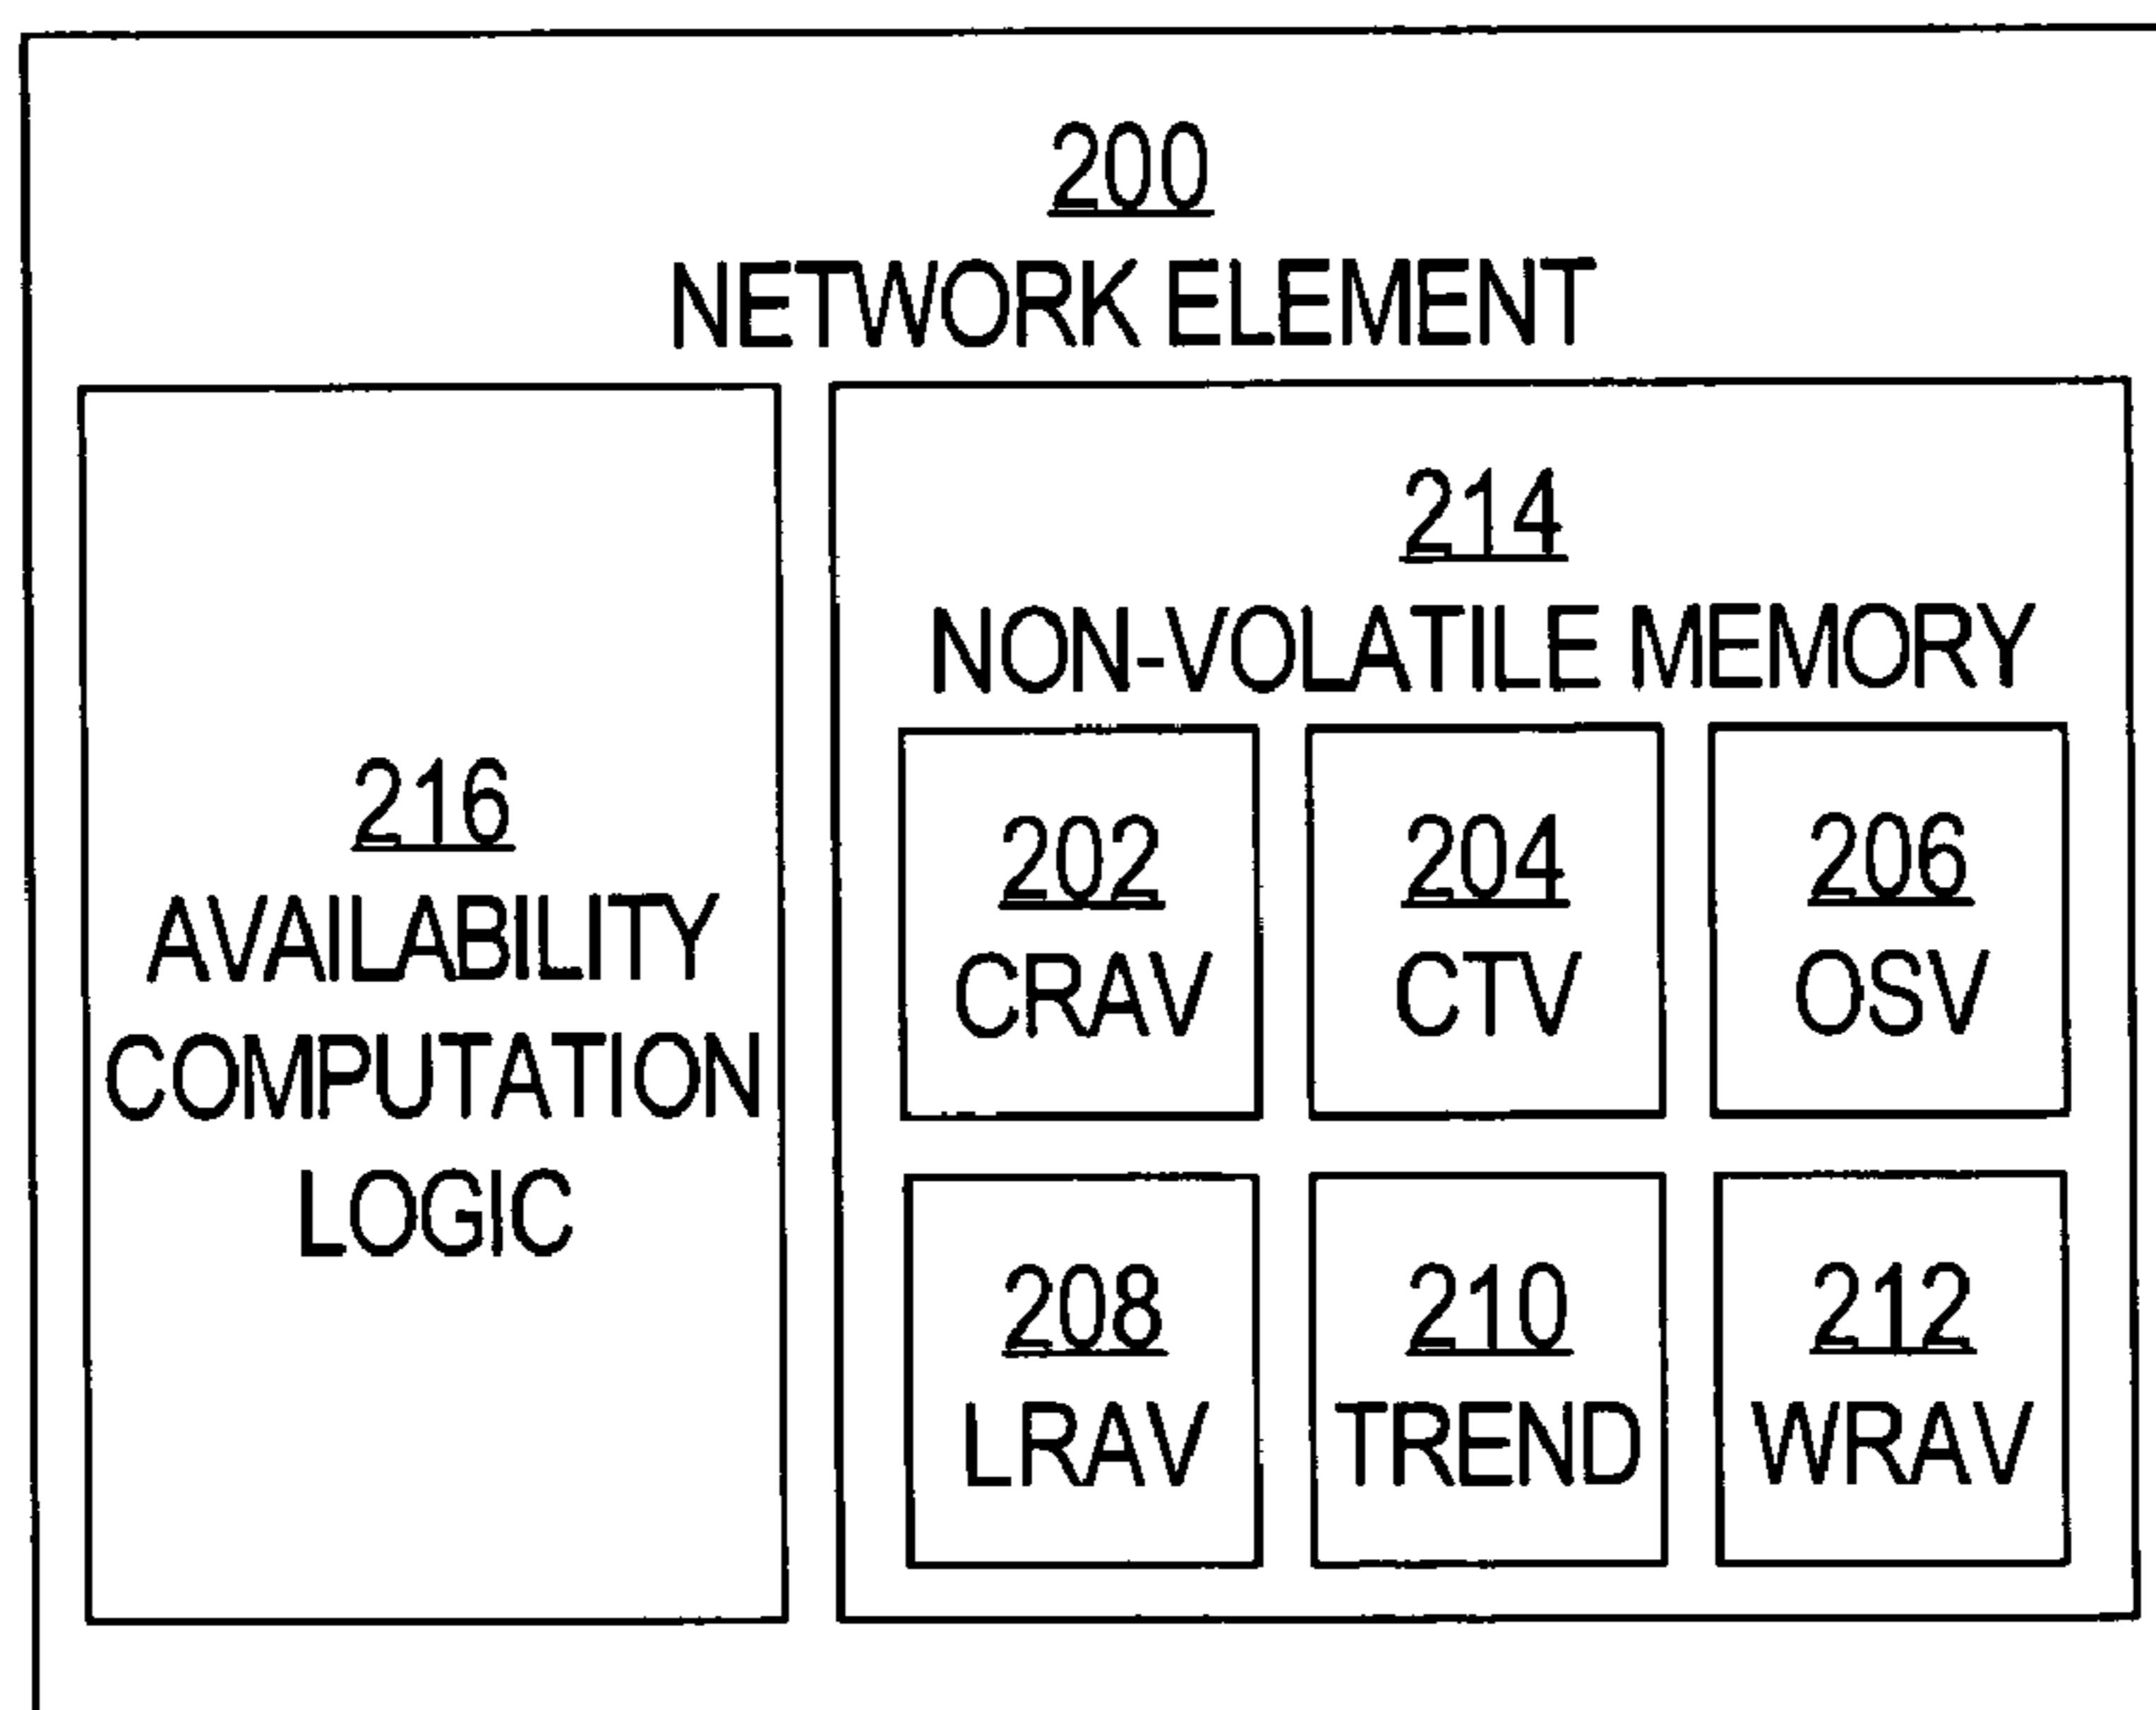 200
NETWORK ELEMENT
216
AVAILABILITY
COMPUTATION
LOGIC
214
NON-VOLATILE MEMORY
202
CRAV
204
CTV
206
OSV
208
LRAV
210
TREND
212
WRAV